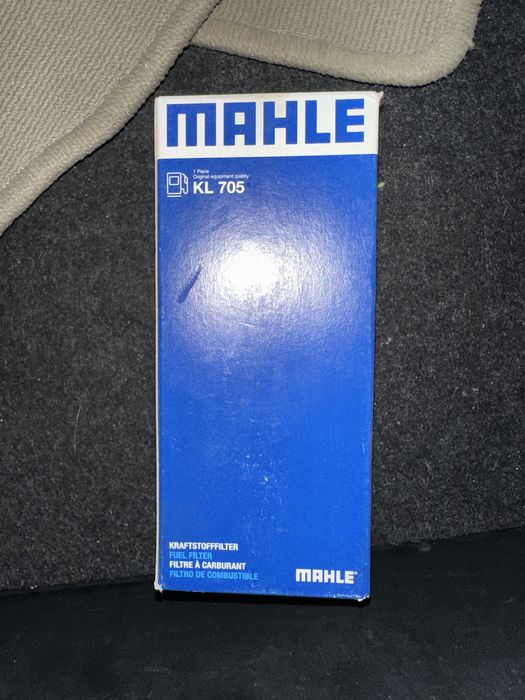 MAHLE
1 Piece
Original equipment quality
KL 705
KRAFTSTOFFFILTER
FUEL FILTER
FILTRE À CARBURANT
FILTRO DE COMBUSTIBLE
MAHLE®